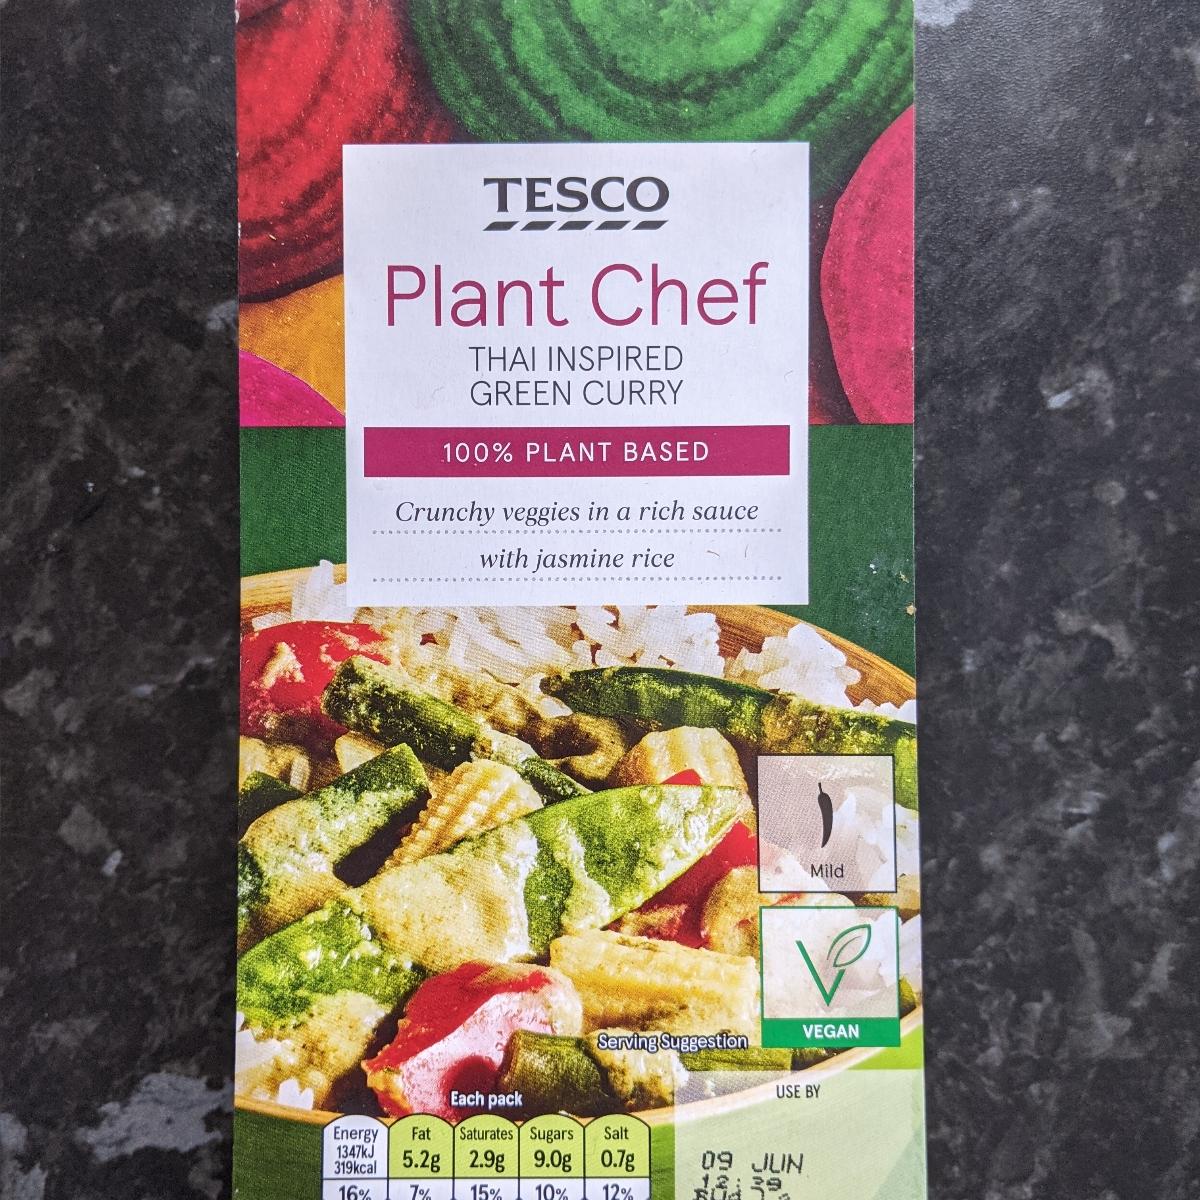 TESCO
Plant Chef
THAI INSPIRED
GREEN CURRY
100% PLANT BASED
Crunchy veggies in a rich sauce
with jasmine rice
Mild
VEGAN
Serving Suggestion
Each pack
Energy
1347kJ
319kcal
16%
Fat
5.2g
7%
Saturates
2.9g
15%
Sugars
9.0g
10%
Salt
0.7g
12%
USE BY
09 JUN
12:39